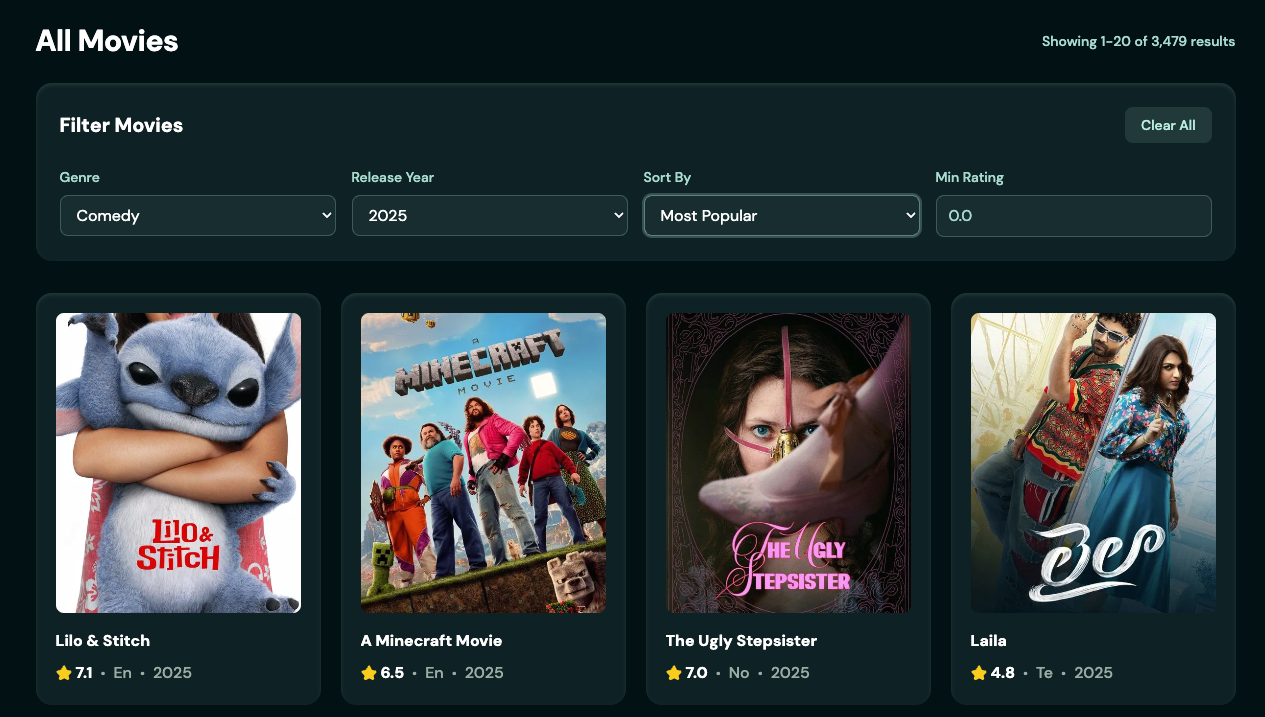 All Movies
Showing 1-20 of 3,479 results
Filter Movies
Clear All
Genre
Release Year
Sort By
Min Rating
Comedy
2025
Most Popular
0.0
LiLO &
STiTCH
A
MINECRAFT
MOVIE
THE UGLY
STEPSISTER
లైలా
Lilo & Stitch
A Minecraft Movie
The Ugly Stepsister
Laila
7.1 • En • 2025
6.5 • En • 2025
7.0 • No • 2025
4.8 • Te • 2025